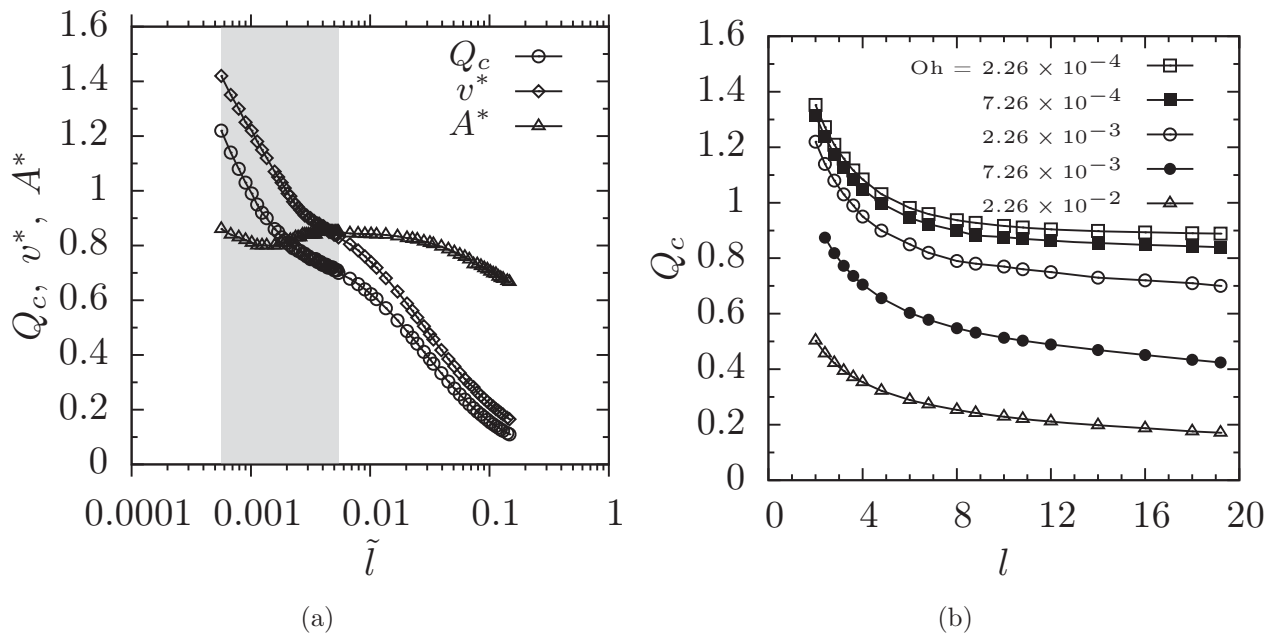 1.6
1.4
1.2
1
0.8
0.6
0.4
0.2
0
Q_c, v*, A*
Q_c
v*
A*
0.0001 0.001 0.01 0.1 1
l̃
(a)
1.6
1.4
1.2
1
0.8
0.6
0.4
0.2
0
Q_c
Oh = 2.26 × 10⁻⁴
7.26 × 10⁻⁴
2.26 × 10⁻³
7.26 × 10⁻³
2.26 × 10⁻²
0 4 8 12 16 20
l
(b)